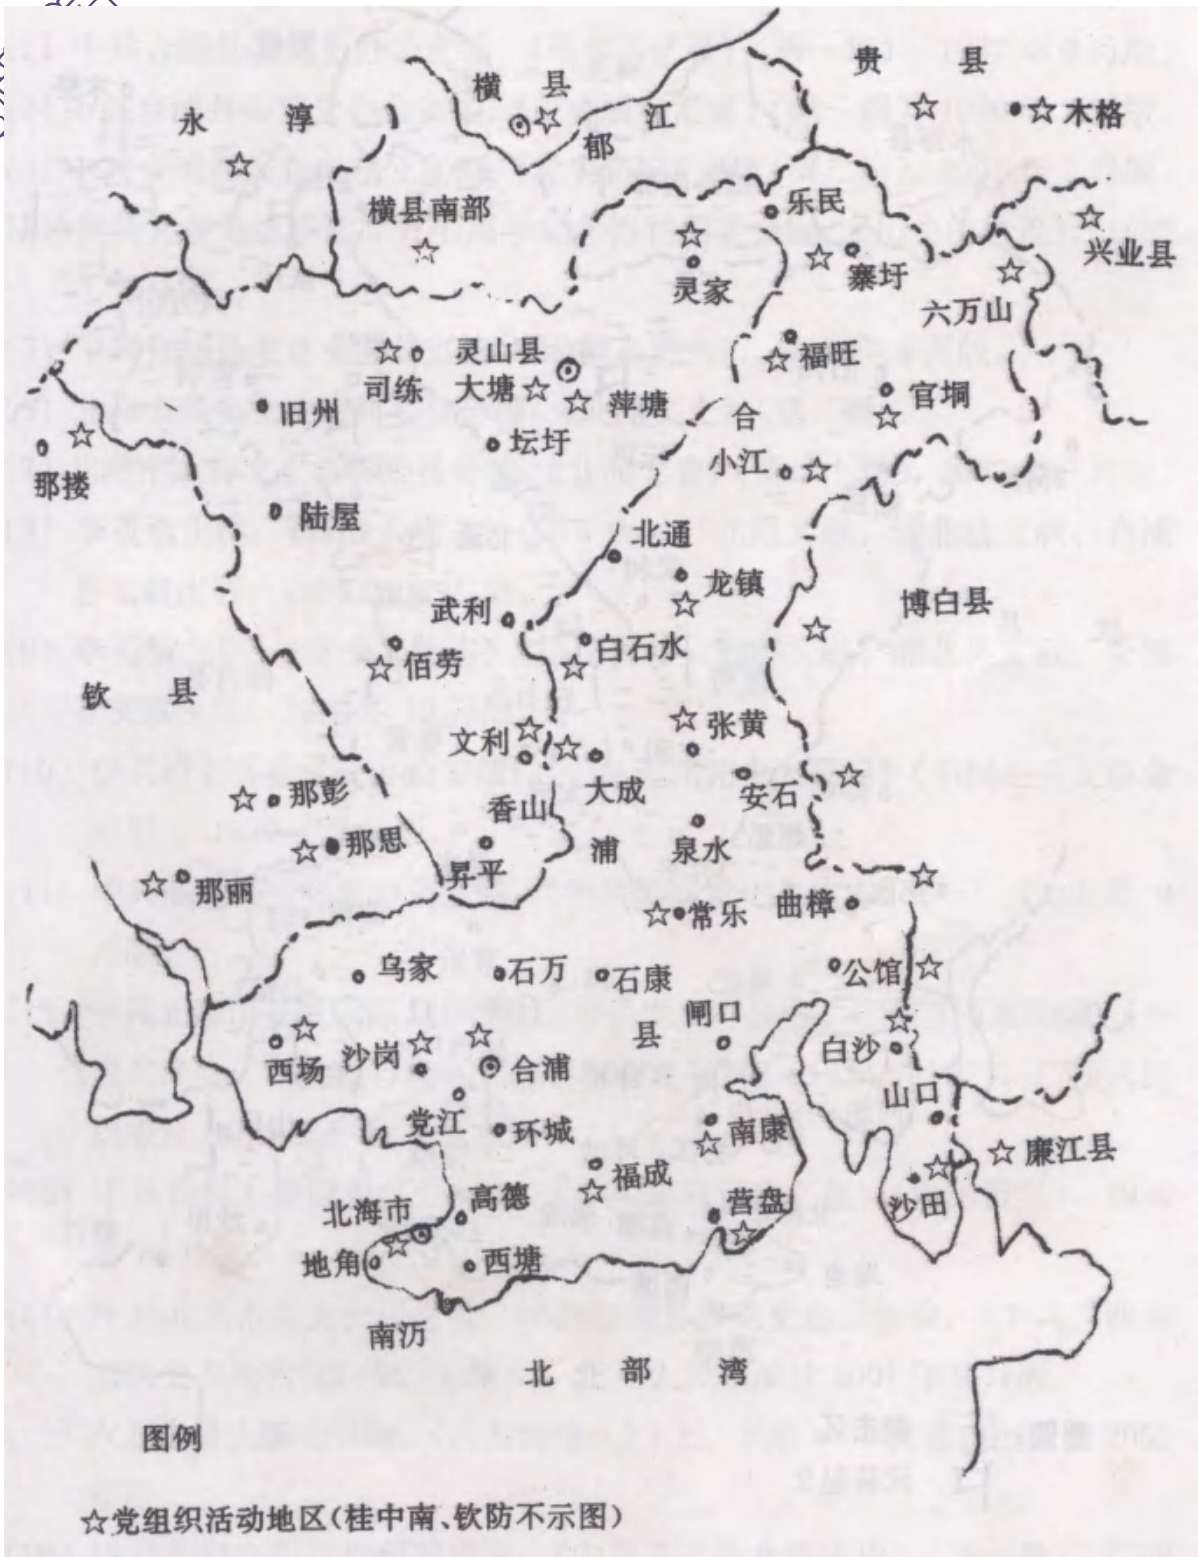 贵 县
横 县
木格
永 淳
郁 江
横县南部
乐民
兴业县
寨圩
灵家
六万山
灵山县
福旺
司练
大塘
萍塘
官垌
旧州
合
坛圩
小江
那搂
陆屋
北通
龙镇
博白县
武利
白石水
佰劳
钦 县
张黄
文利
大成
安石
那彭
香山
那思
浦
泉水
昇平
那丽
常乐
曲樟
乌家
石万
石康
公馆
闸口
县
白沙
西场
沙岗
合浦
山口
党江
环城
南康
廉江县
福成
高德
营盘
沙田
北海市
地角
西塘
南沥
北 部 湾
图例
☆党组织活动地区(桂中南、钦防不示图)